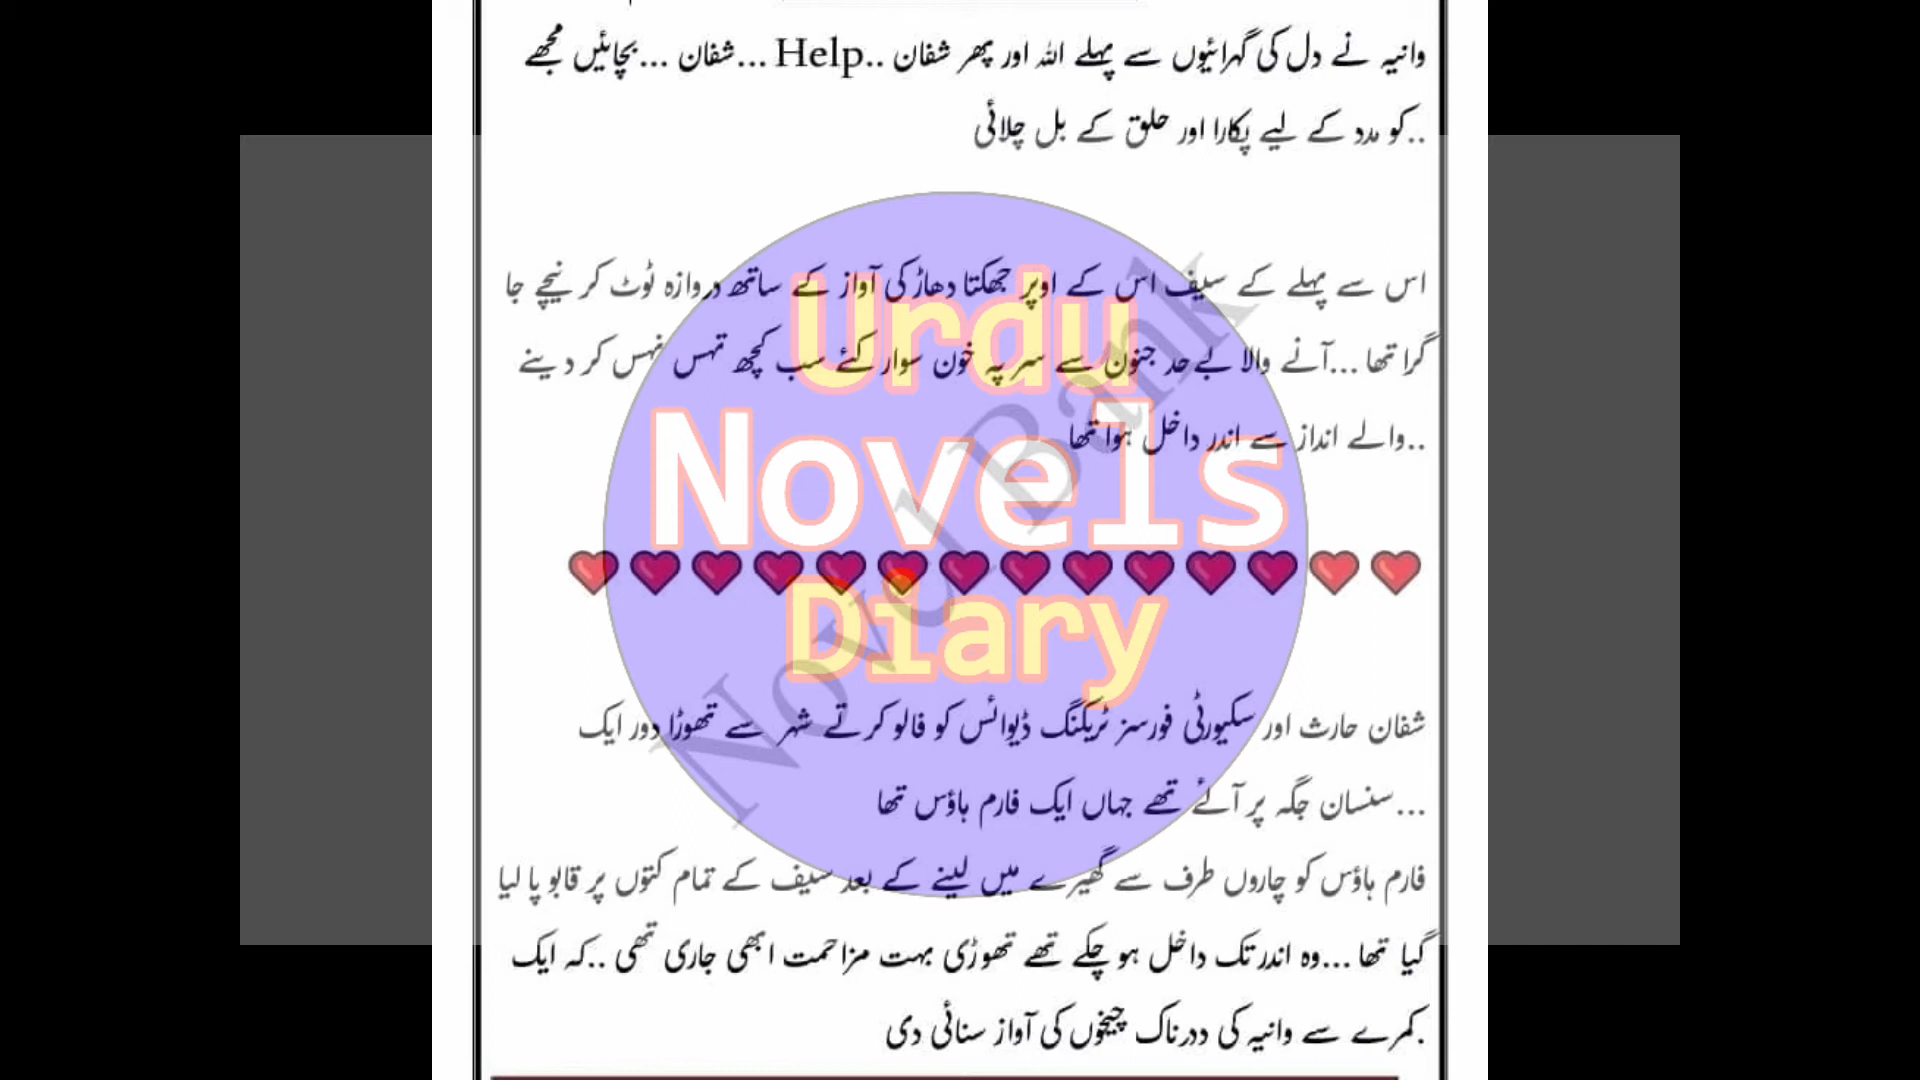 وانیہ نے دل کی گہرائیوں سے پہلے اللہ اور پھر شفان ..Help ...شفان ...بچائیں مجھے
..کو مدد کے لیے پکارا اور حلق کے بل چلائی
اس سے پہلے کے سیف اس کے اوپر جھکتا دھاڑ کی آواز کے ساتھ دروازہ ٹوٹ کر نیچے جا
گرا تھا ...آنے والا بے حد جنون سے سر پہ خون سوار کئے سب کچھ تہس نہس کر دینے
..والے انداز سے اندر داخل ہوا تھا
Urdu
Novels
Diary
Novel Bank
شفان حارث اور سکیورٹی فورسز ٹریکنگ ڈیوائس کو فالو کرتے شہر سے تھوڑا دور ایک
...سنسان جگہ پر آئے تھے جہاں ایک فارم ہاؤس تھا
فارم ہاؤس کو چاروں طرف سے گھیرے میں لینے کے بعد سیف کے تمام کتوں پر قابو پا لیا
گیا تھا ...وہ اندر تک داخل ہو چکے تھے تھوڑی بہت مزاحمت ابھی جاری تھی ..کہ ایک
.کمرے سے وانیہ کی دردناک چیخوں کی آواز سنائی دی